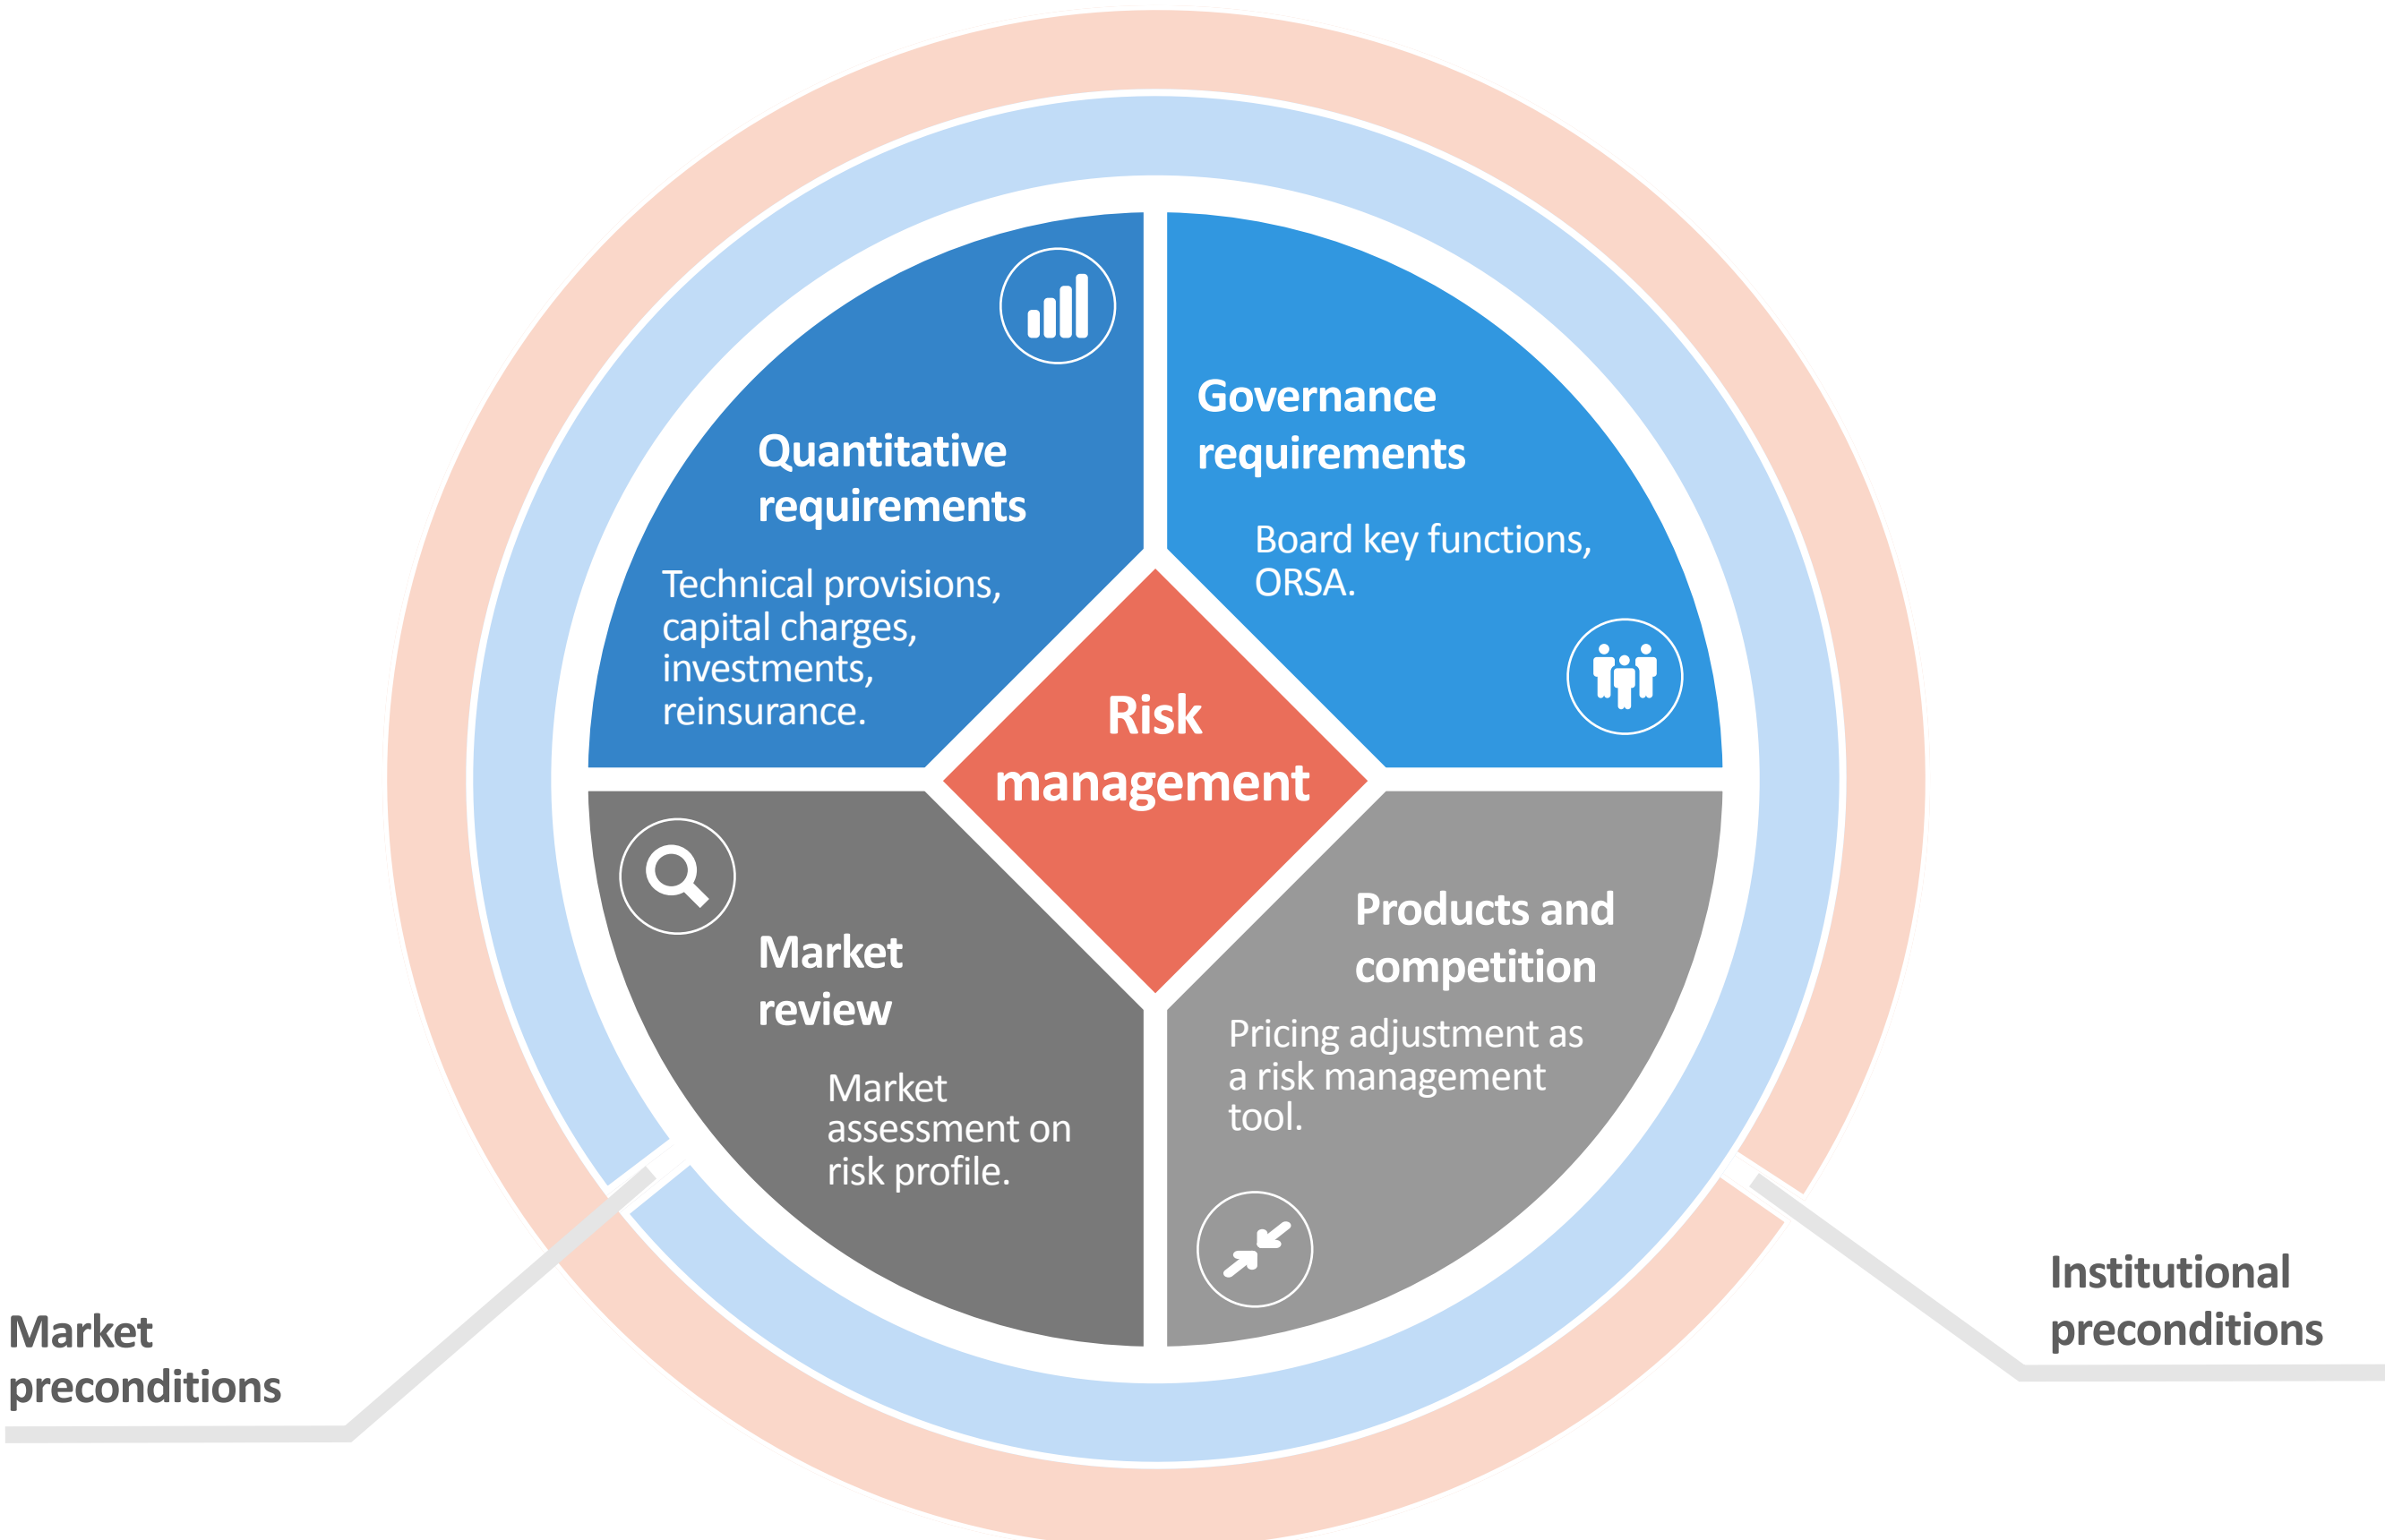 Quantitative
requirements
Technical provisions,
capital charges,
investments,
reinsurance.
Governance
requirements
Board key functions,
ORSA.
Risk
management
Market
review
Market
assessment on
risk profile.
Products and
competition
Pricing adjustment as
a risk management
tool.
Market
preconditions
Institutional
preconditions